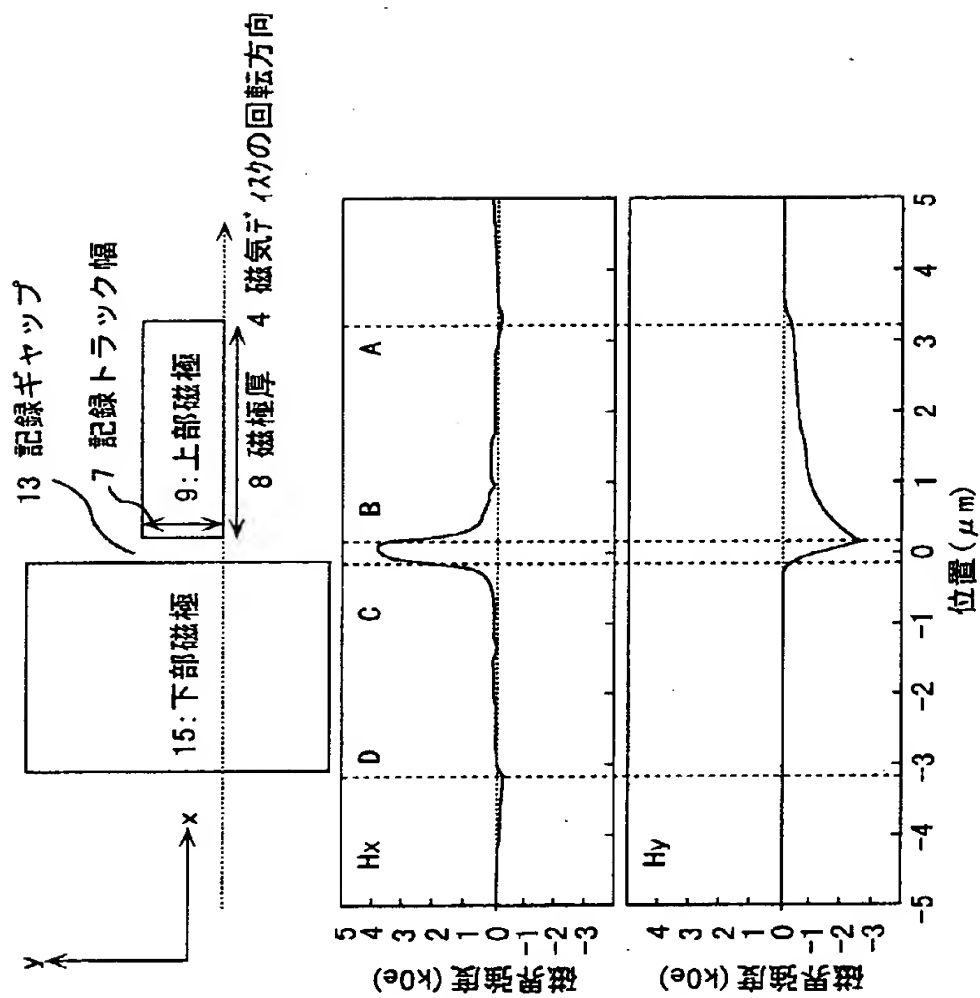 13 記録ギャップ
7 記録トラック幅
9:上部磁極
15:下部磁極
8 磁極厚
4 磁気ディスクの回転方向
y
x
Hx
D
C
B
A
5
4
3
2
1
0
-1
-2
-3
磁界強度(kOe)
Hy
4
3
2
1
0
-1
-2
-3
磁界強度(kOe)
-5
-4
-3
-2
-1
0
1
2
3
4
5
位置(μm)